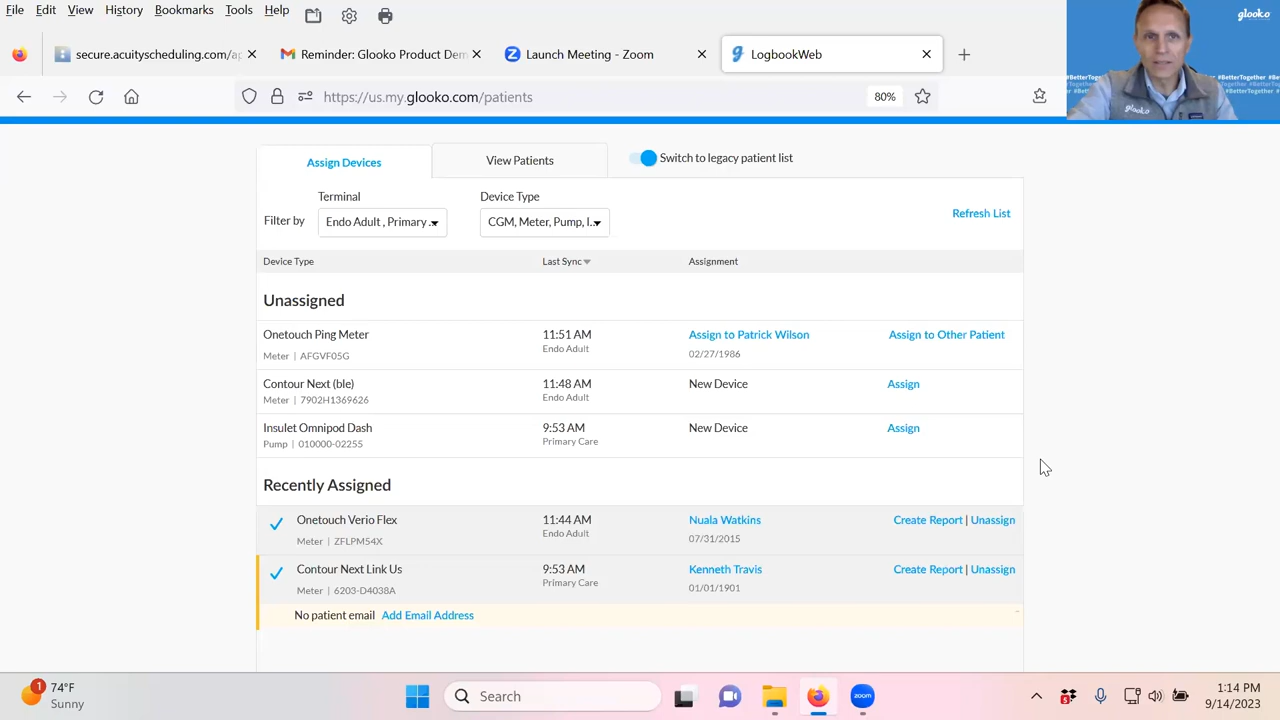 File Edit View History Bookmarks Tools Help
glooko
secure.acuityscheduling.com/ap
Reminder: Glooko Product Dem
Launch Meeting - Zoom
LogbookWeb
https://us.my.glooko.com/patients
80%
#BetterTogether #BetterTogether
glooko
Assign Devices
View Patients
Switch to legacy patient list
Terminal
Device Type
Filter by
Endo Adult , Primary ..
CGM, Meter, Pump, I..
Refresh List
Device Type Last Sync Assignment
Unassigned
Onetouch Ping Meter 11:51 AM Assign to Patrick Wilson Assign to Other Patient
Meter | AFGVF05G Endo Adult 02/27/1986
Contour Next (ble) 11:48 AM New Device Assign
Meter | 7902H1369626 Endo Adult
Insulet Omnipod Dash 9:53 AM New Device Assign
Pump | 010000-02255 Primary Care
Recently Assigned
Onetouch Verio Flex 11:44 AM Nuala Watkins Create Report | Unassign
Meter | ZFLPM54X Endo Adult 07/31/2015
Contour Next Link Us 9:53 AM Kenneth Travis Create Report | Unassign
Meter | 6203-D4038A Primary Care 01/01/1901
No patient email Add Email Address
1
74°F
Sunny
Search
zoom
1:14 PM
9/14/2023